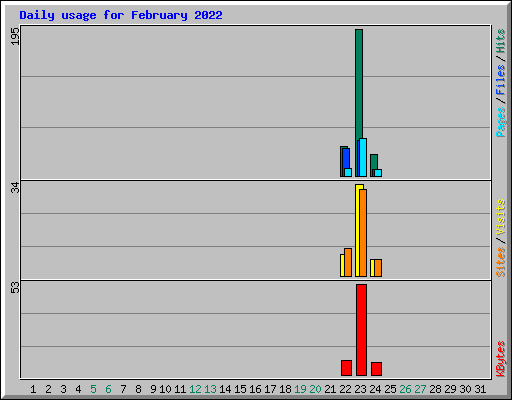 Daily usage for February 2022
195
Pages / Files / Hits
34
Sites / Visits
53
KBytes
1 2 3 4 5 6 7 8 9 10 11 12 13 14 15 16 17 18 19 20 21 22 23 24 25 26 27 28 29 30 31